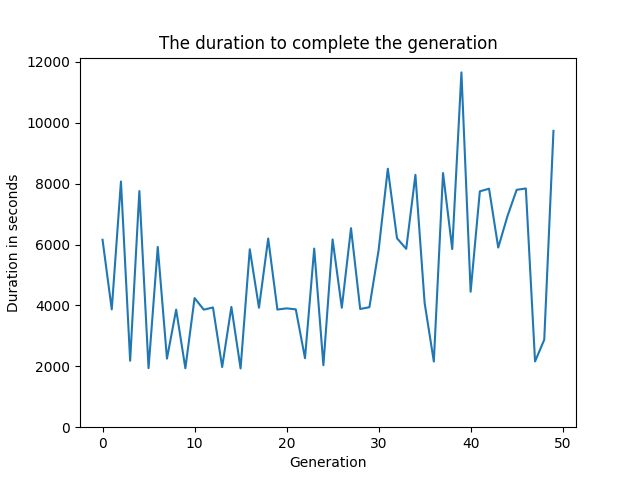 The duration to complete the generation
12000
10000
8000
6000
4000
2000
0
Duration in seconds
0 10 20 30 40 50
Generation